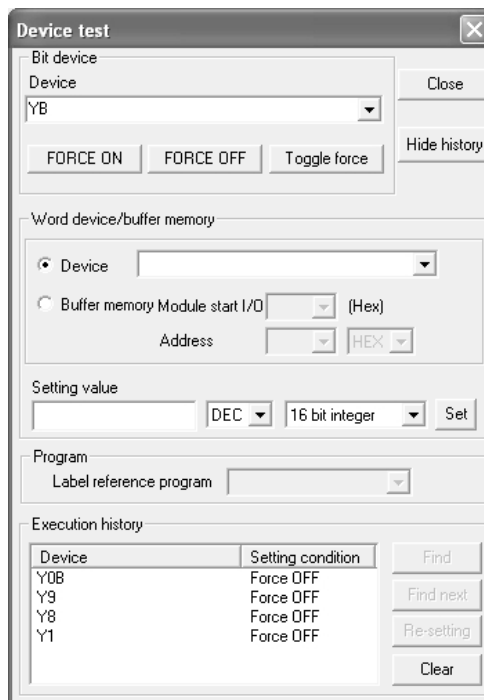 Device test
Bit device
Device
Close
YB
FORCE ON FORCE OFF Toggle force
Hide history
Word device/buffer memory
Device
Buffer memory Module start I/O (Hex)
Address HEX
Setting value
DEC 16 bit integer Set
Program
Label reference program
Execution history
Device Setting condition Find
Y0B Force OFF
Y9 Force OFF Find next
Y8 Force OFF
Y1 Force OFF Re-setting
Clear